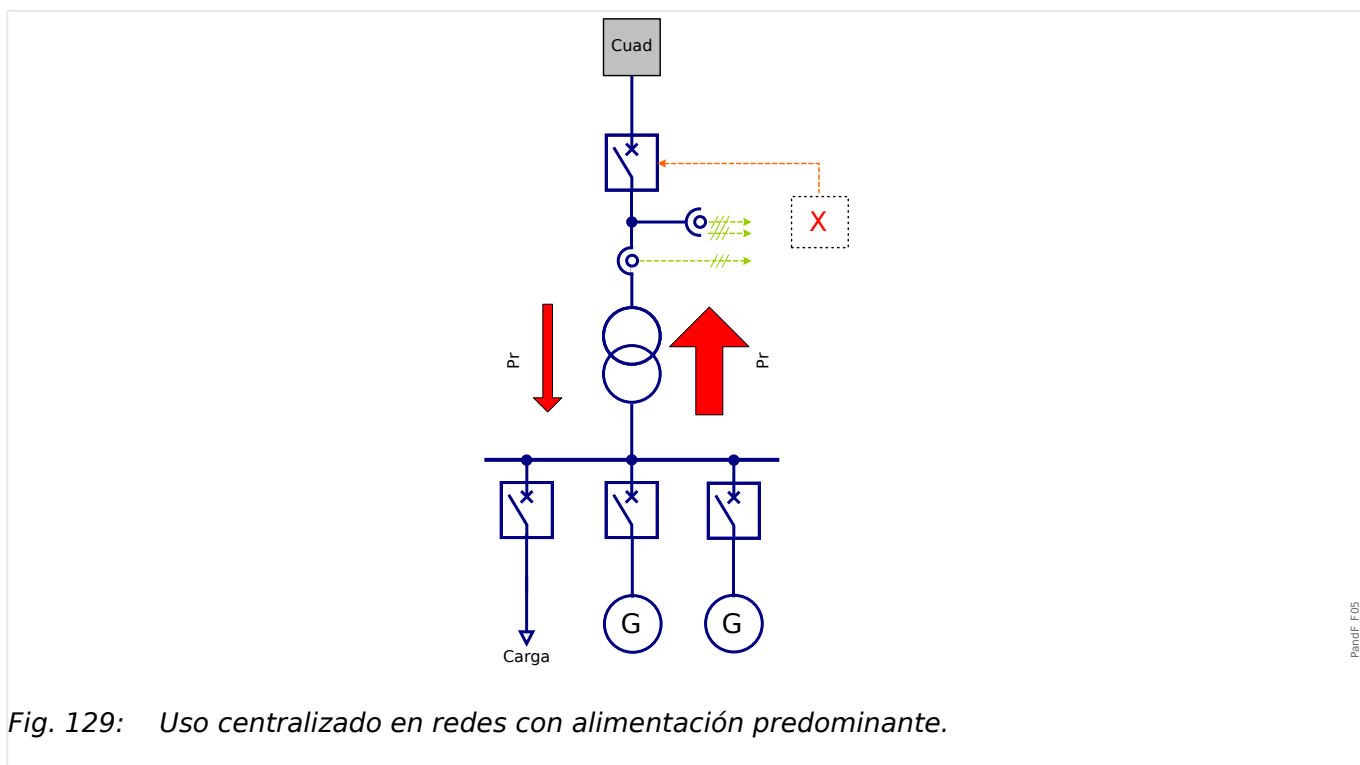 Cuad
X
Pr
Pr
G
G
Carga
PandF_F05
Fig. 129: Uso centralizado en redes con alimentación predominante.